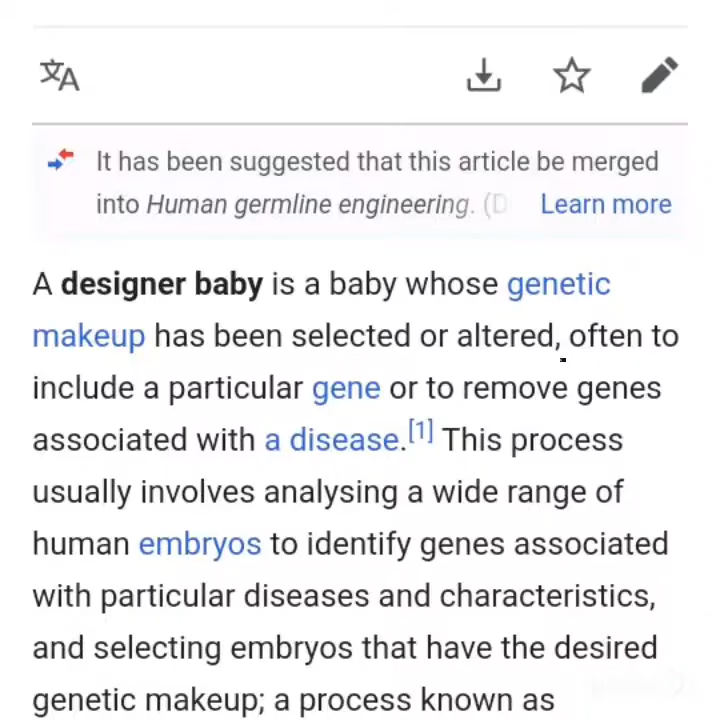 It has been suggested that this article be merged
into Human germline engineering. (D Learn more
A designer baby is a baby whose genetic
makeup has been selected or altered, often to
include a particular gene or to remove genes
associated with a disease.[1] This process
usually involves analysing a wide range of
human embryos to identify genes associated
with particular diseases and characteristics,
and selecting embryos that have the desired
genetic makeup; a process known as